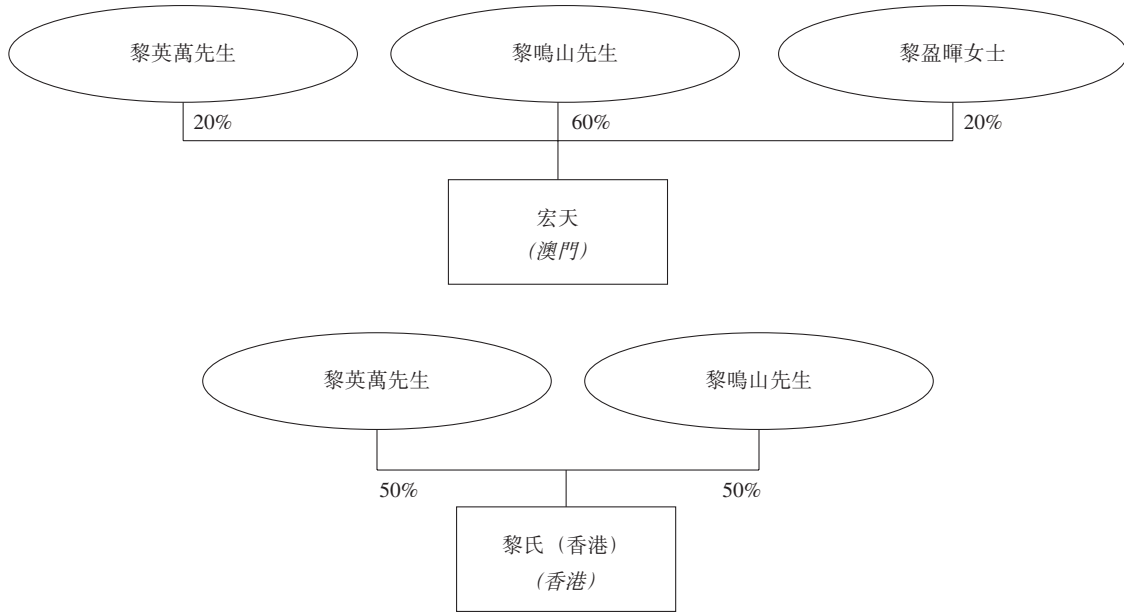 黎英萬先生
黎鳴山先生
黎盈暉女士
20%
60%
20%
宏天
（澳門）
黎英萬先生
黎鳴山先生
50%
50%
黎氏（香港）
（香港）